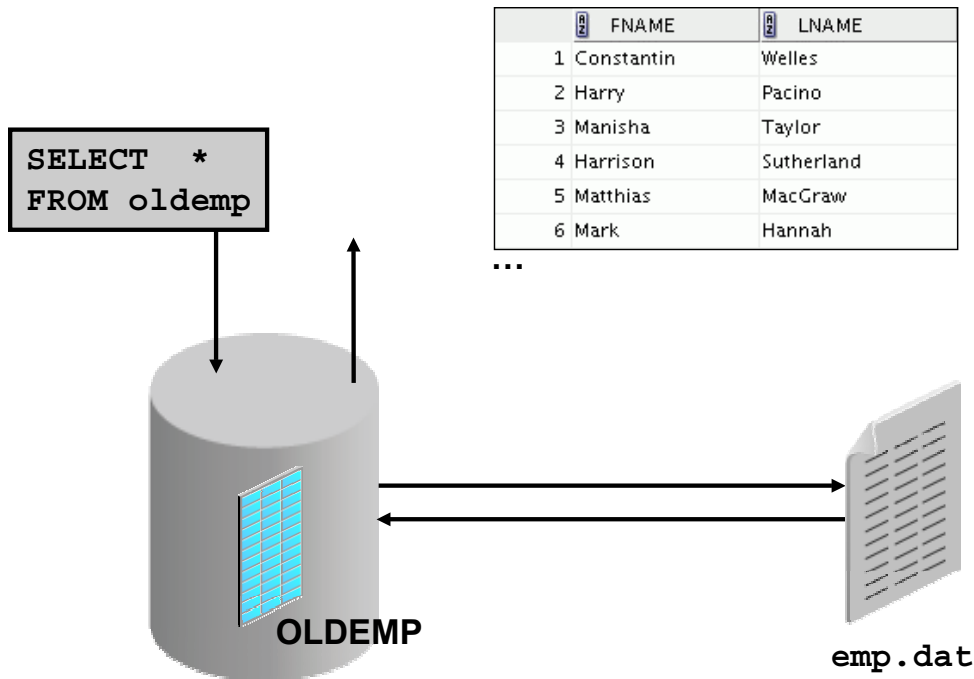 FNAME LNAME
1 Constantin Welles
2 Harry Pacino
3 Manisha Taylor
4 Harrison Sutherland
5 Matthias MacGraw
6 Mark Hannah
...
SELECT *
FROM oldemp
OLDEMP
emp.dat